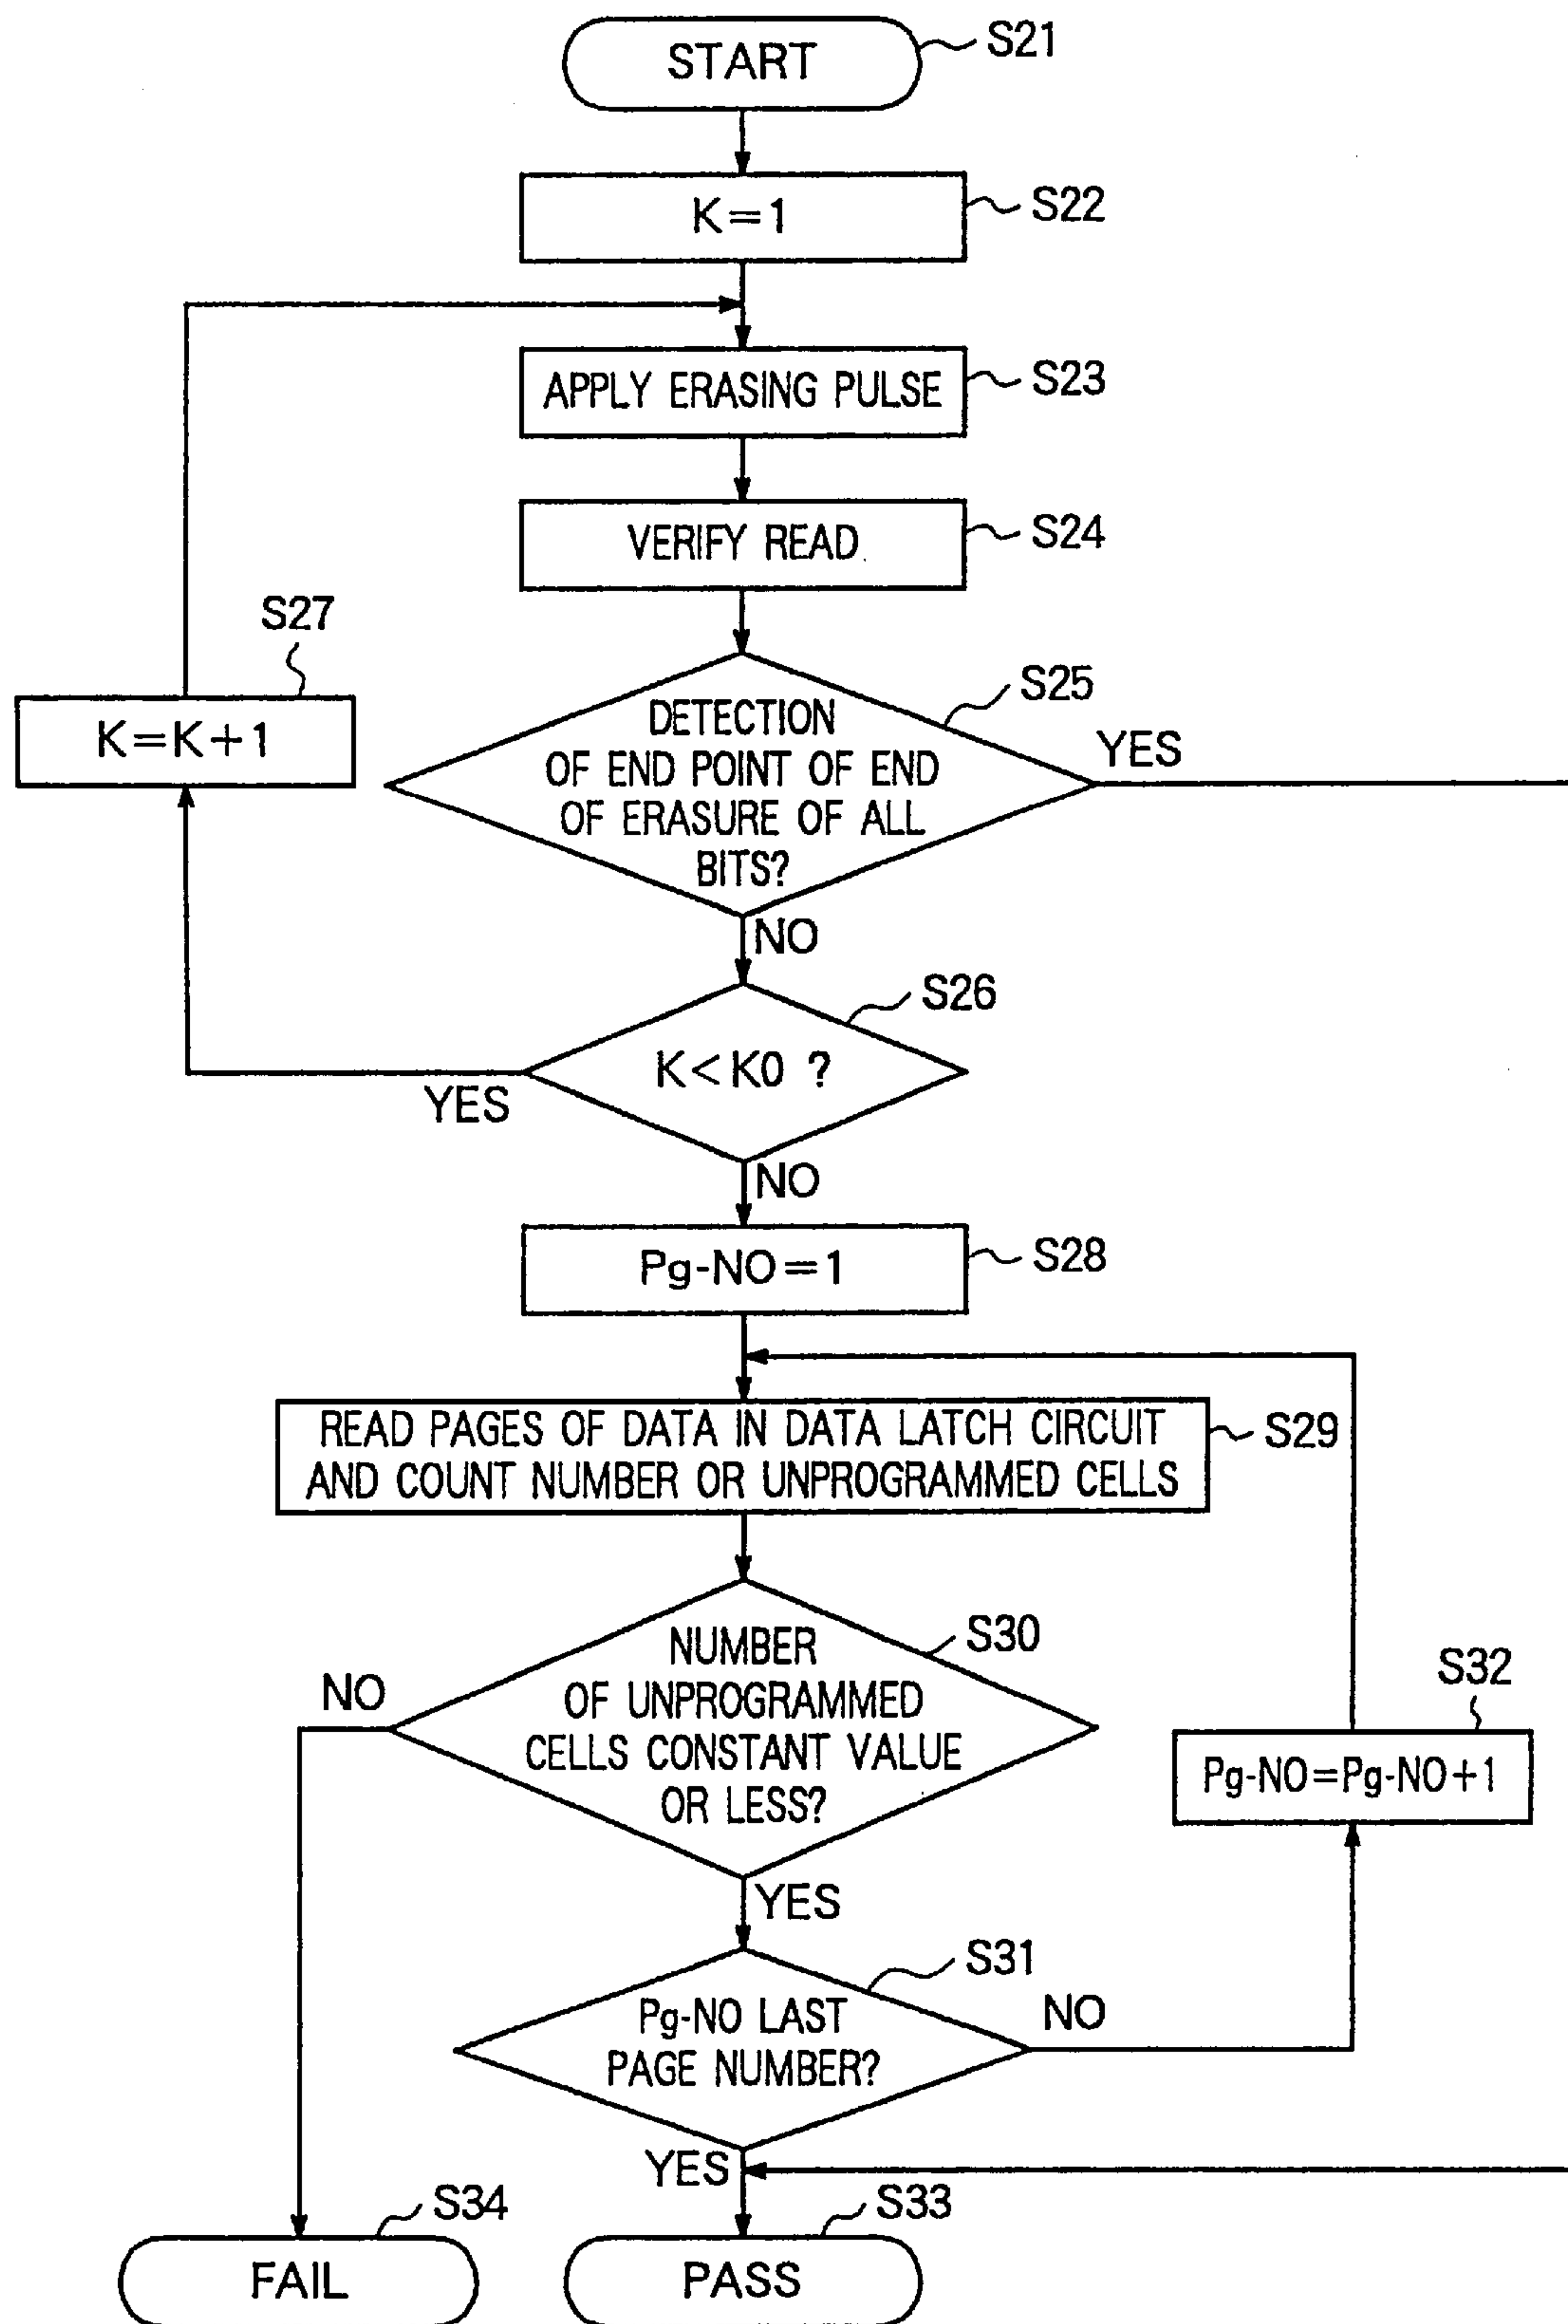 START
S21
K=1
S22
APPLY ERASING PULSE
S23
VERIFY READ
S24
S27
K=K+1
S25
DETECTION
OF END POINT OF END
OF ERASURE OF ALL
BITS?
YES
NO
S26
K<K0 ?
YES
NO
Pg-NO=1
S28
READ PAGES OF DATA IN DATA LATCH CIRCUIT
AND COUNT NUMBER OR UNPROGRAMMED CELLS
S29
S30
NUMBER
OF UNPROGRAMMED
CELLS CONSTANT VALUE
OR LESS?
NO
S32
Pg-NO=Pg-NO+1
YES
S31
Pg-NO LAST
PAGE NUMBER?
NO
YES
S34
S33
FAIL
PASS